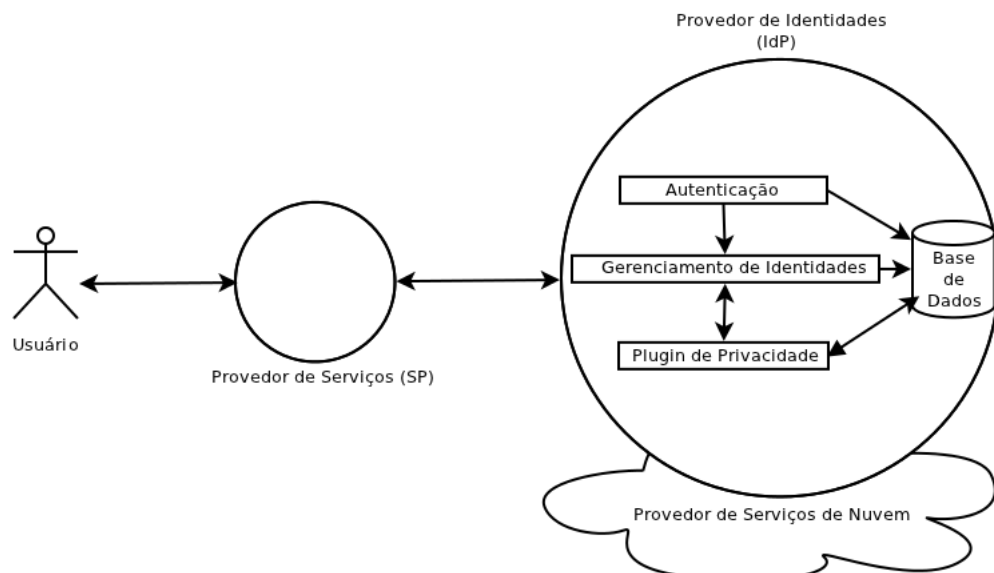 Provedor de Identidades
(IdP)
Autenticação
Gerenciamento de Identidades
Base
de
Dados
Plugin de Privacidade
Usuário
Provedor de Serviços (SP)
Provedor de Serviços de Nuvem